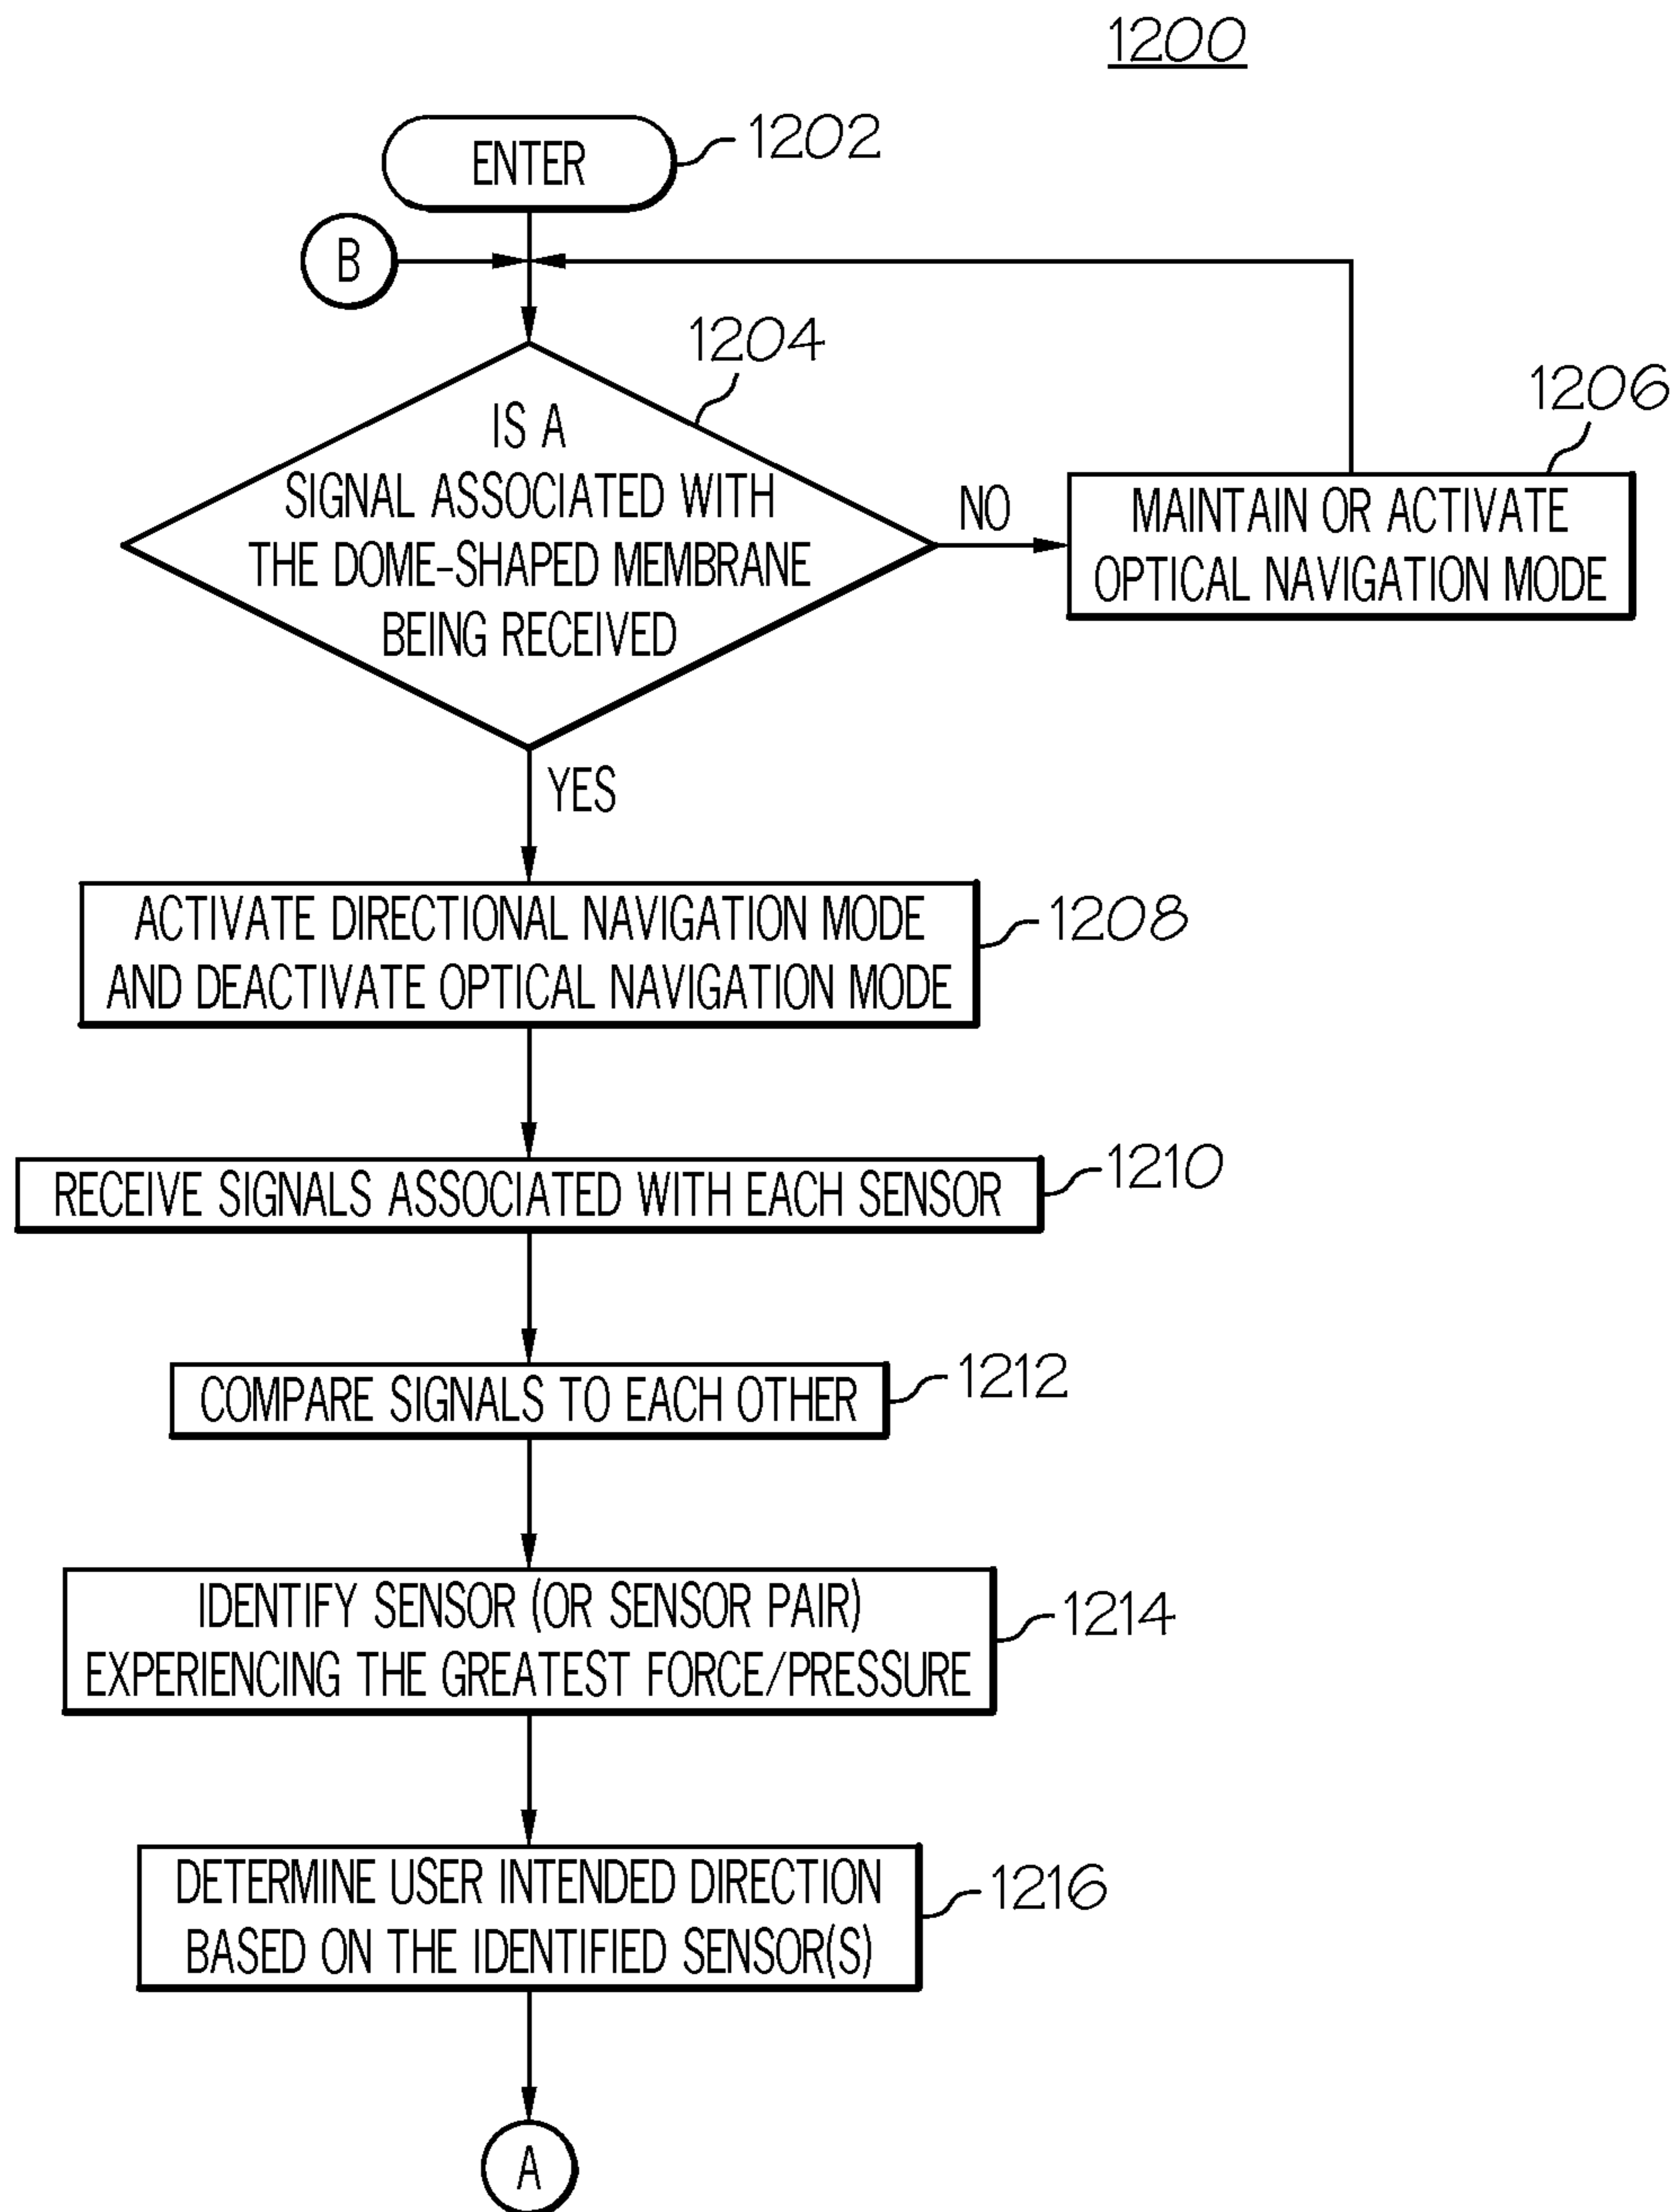 1200
ENTER
1202
B
1204
IS A
SIGNAL ASSOCIATED WITH
THE DOME-SHAPED MEMBRANE
BEING RECEIVED
NO
1206
MAINTAIN OR ACTIVATE
OPTICAL NAVIGATION MODE
YES
ACTIVATE DIRECTIONAL NAVIGATION MODE
AND DEACTIVATE OPTICAL NAVIGATION MODE
1208
RECEIVE SIGNALS ASSOCIATED WITH EACH SENSOR
1210
COMPARE SIGNALS TO EACH OTHER
1212
IDENTIFY SENSOR (OR SENSOR PAIR)
EXPERIENCING THE GREATEST FORCE/PRESSURE
1214
DETERMINE USER INTENDED DIRECTION
BASED ON THE IDENTIFIED SENSOR(S)
1216
A